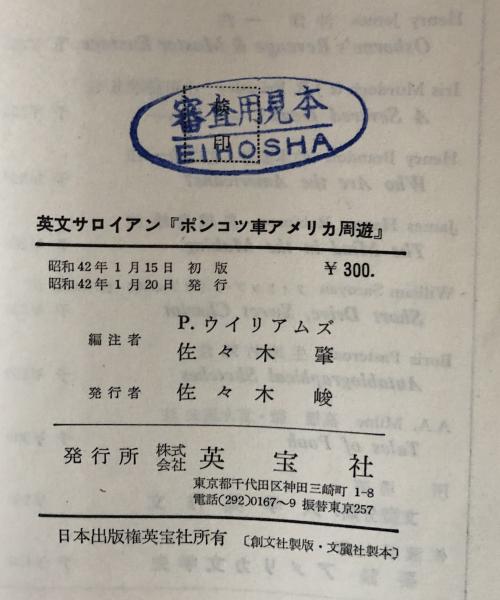 審査用見本
検印
EIHOSHA
英文サロイアン『ポンコツ車アメリカ周遊』
昭和42年1月15日 初版
¥300.
昭和42年1月20日 発行
編注者
P. ウイリアムズ
佐々木 肇
発行者 佐々木 峻
発行所 株式会社 英宝社
東京都千代田区神田三崎町 1-8
電話(292)0167〜9 振替東京257
日本出版権英宝社所有 〔創文社製版・文麗社製本〕